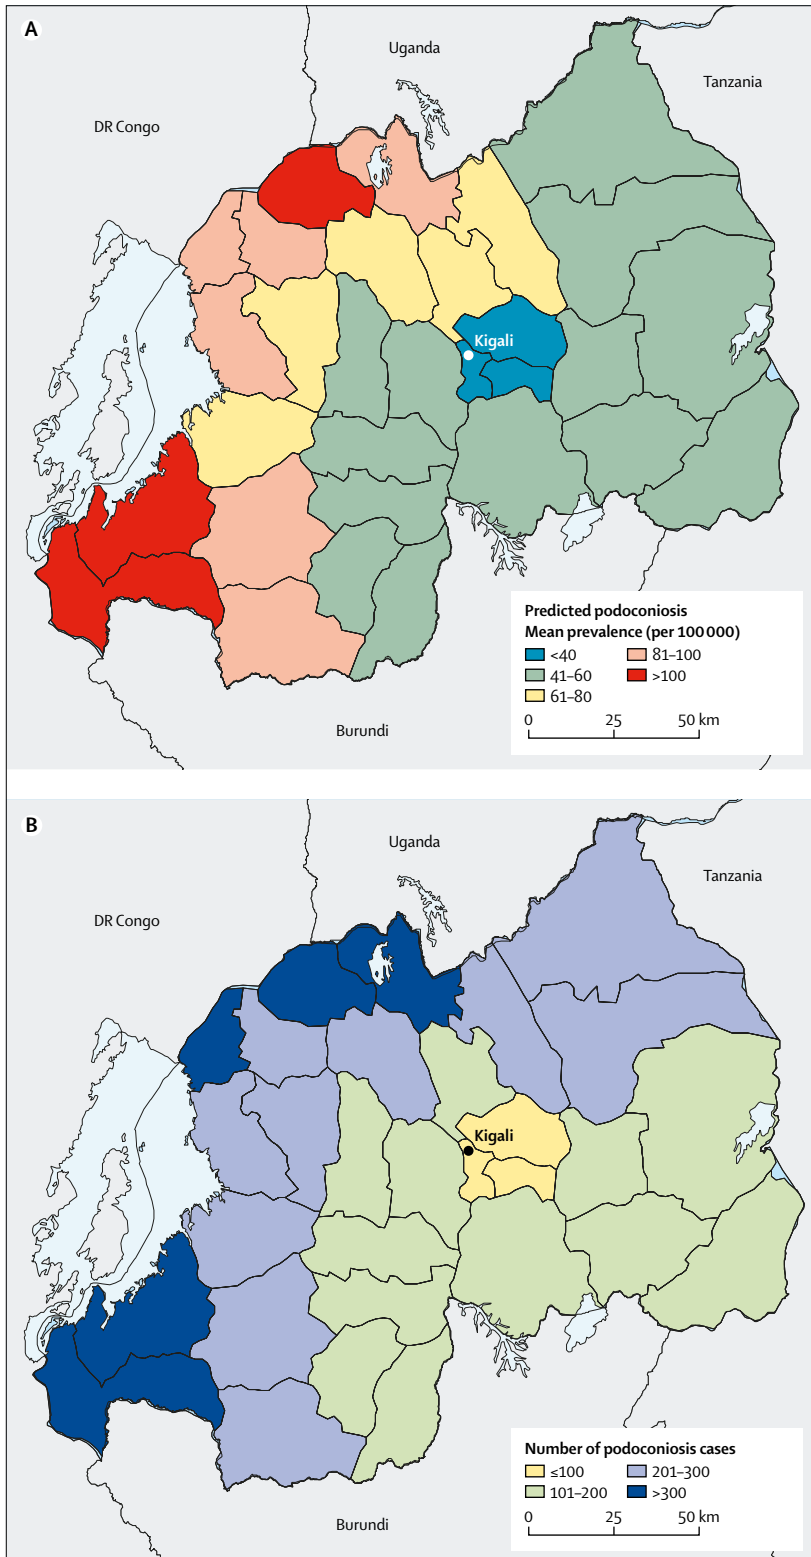 A
Uganda
Tanzania
DR Congo
Kigali
Burundi
Predicted podoconiosis
Mean prevalence (per 100 000)
<40
81–100
41–60
>100
61–80
0 25 50 km
B
Uganda
Tanzania
DR Congo
Kigali
Burundi
Number of podoconiosis cases
≤100
201–300
101–200
>300
0 25 50 km